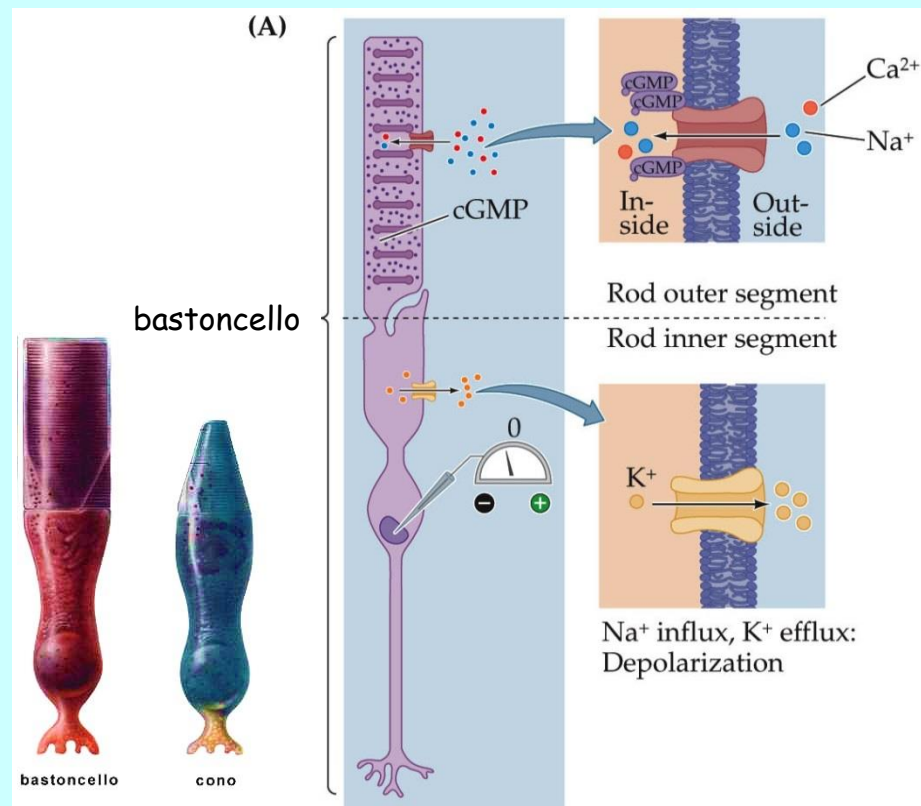 (A)
cGMP
cGMP
cGMP
In-
side
Out-
side
Ca²⁺
Na⁺
cGMP
bastoncello
Rod outer segment
Rod inner segment
0
−
+
K⁺
Na⁺ influx, K⁺ efflux:
Depolarization
bastoncello
cono